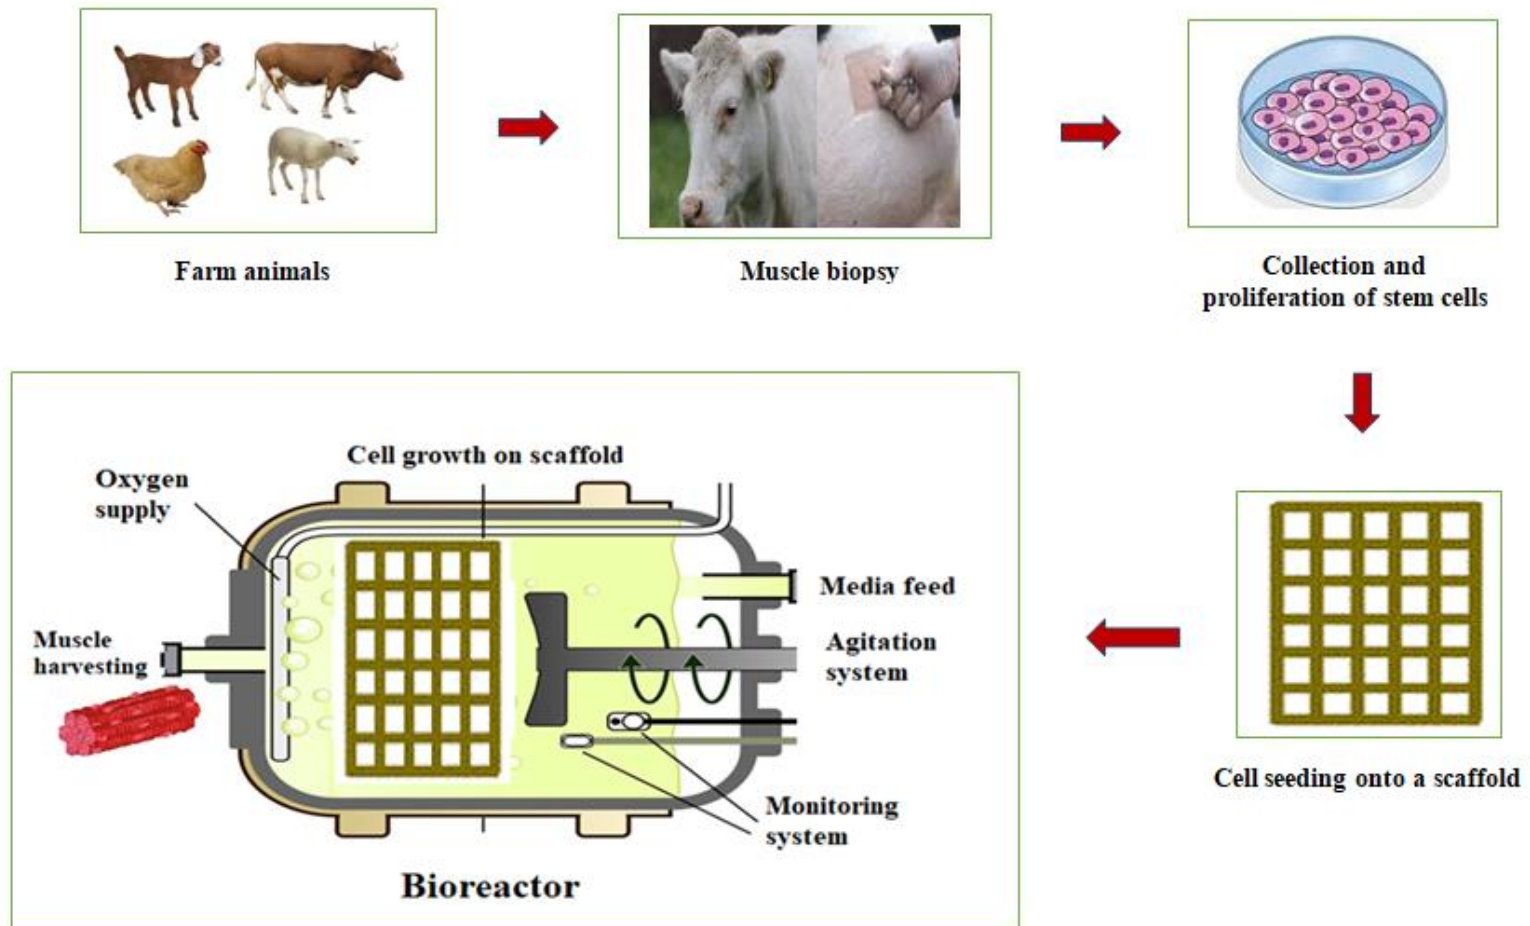 Farm animals
Muscle biopsy
Collection and
proliferation of stem cells
Cell growth on scaffold
Oxygen
supply
Media feed
Muscle
harvesting
Agitation
system
Cell seeding onto a scaffold
Monitoring
system
Bioreactor